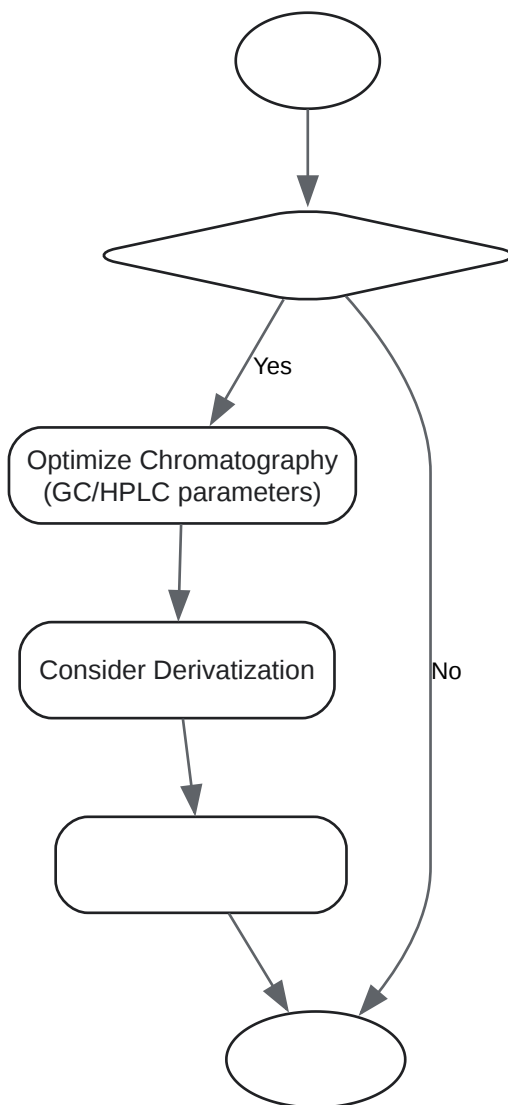 Yes
Optimize Chromatography
(GC/HPLC parameters)
Consider Derivatization
No